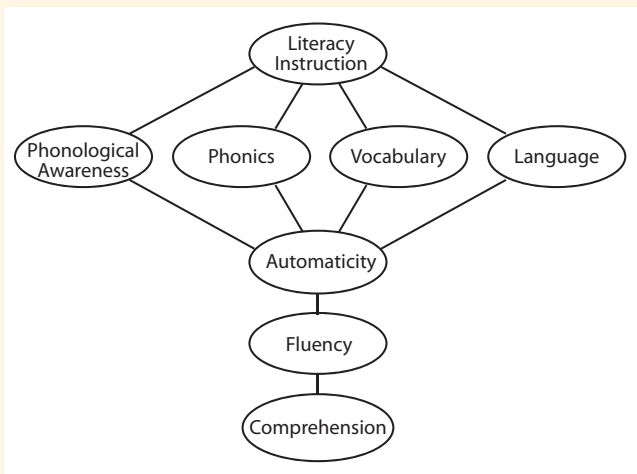 Literacy
Instruction
Phonological
Awareness
Phonics
Vocabulary
Language
Automaticity
Fluency
Comprehension